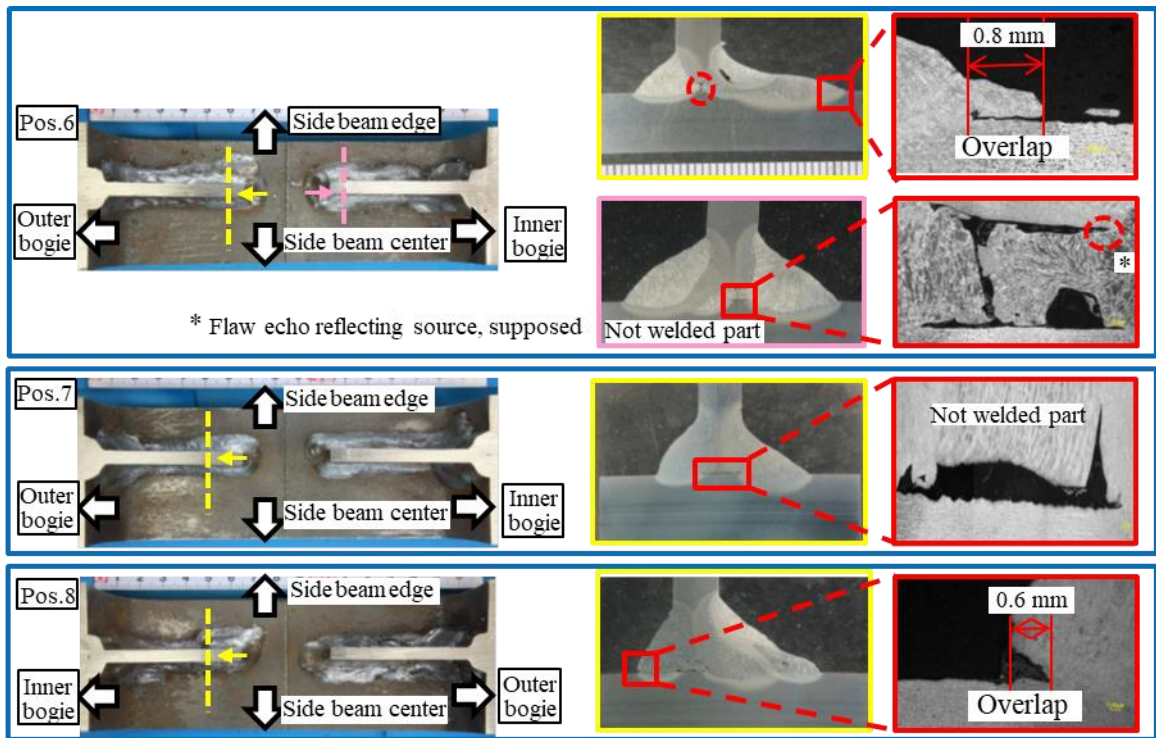 Pos.6
Side beam edge
Outer
bogie
Side beam center
Inner
bogie
* Flaw echo reflecting source, supposed
0.8 mm
Overlap
Not welded part
*
Pos.7
Side beam edge
Outer
bogie
Side beam center
Inner
bogie
Not welded part
Pos.8
Side beam edge
Inner
bogie
Side beam center
Outer
bogie
0.6 mm
Overlap